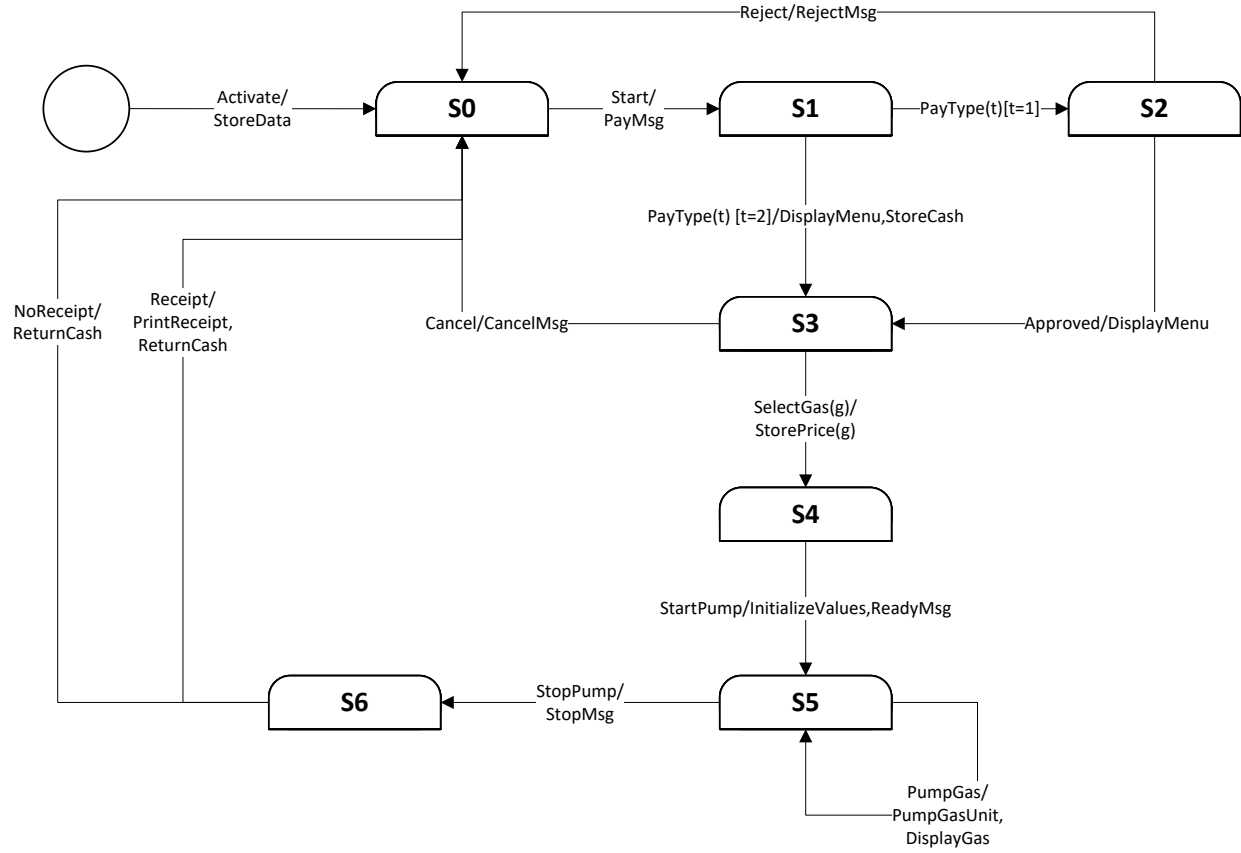 Reject/RejectMsg
Activate/
StoreData
S0
Start/
PayMsg
S1
PayType(t)[t=1]
S2
PayType(t) [t=2]/DisplayMenu,StoreCash
NoReceipt/
ReturnCash
Receipt/
PrintReceipt,
ReturnCash
Cancel/CancelMsg
S3
Approved/DisplayMenu
SelectGas(g)/
StorePrice(g)
S4
StartPump/InitializeValues,ReadyMsg
S6
StopPump/
StopMsg
S5
PumpGas/
PumpGasUnit,
DisplayGas